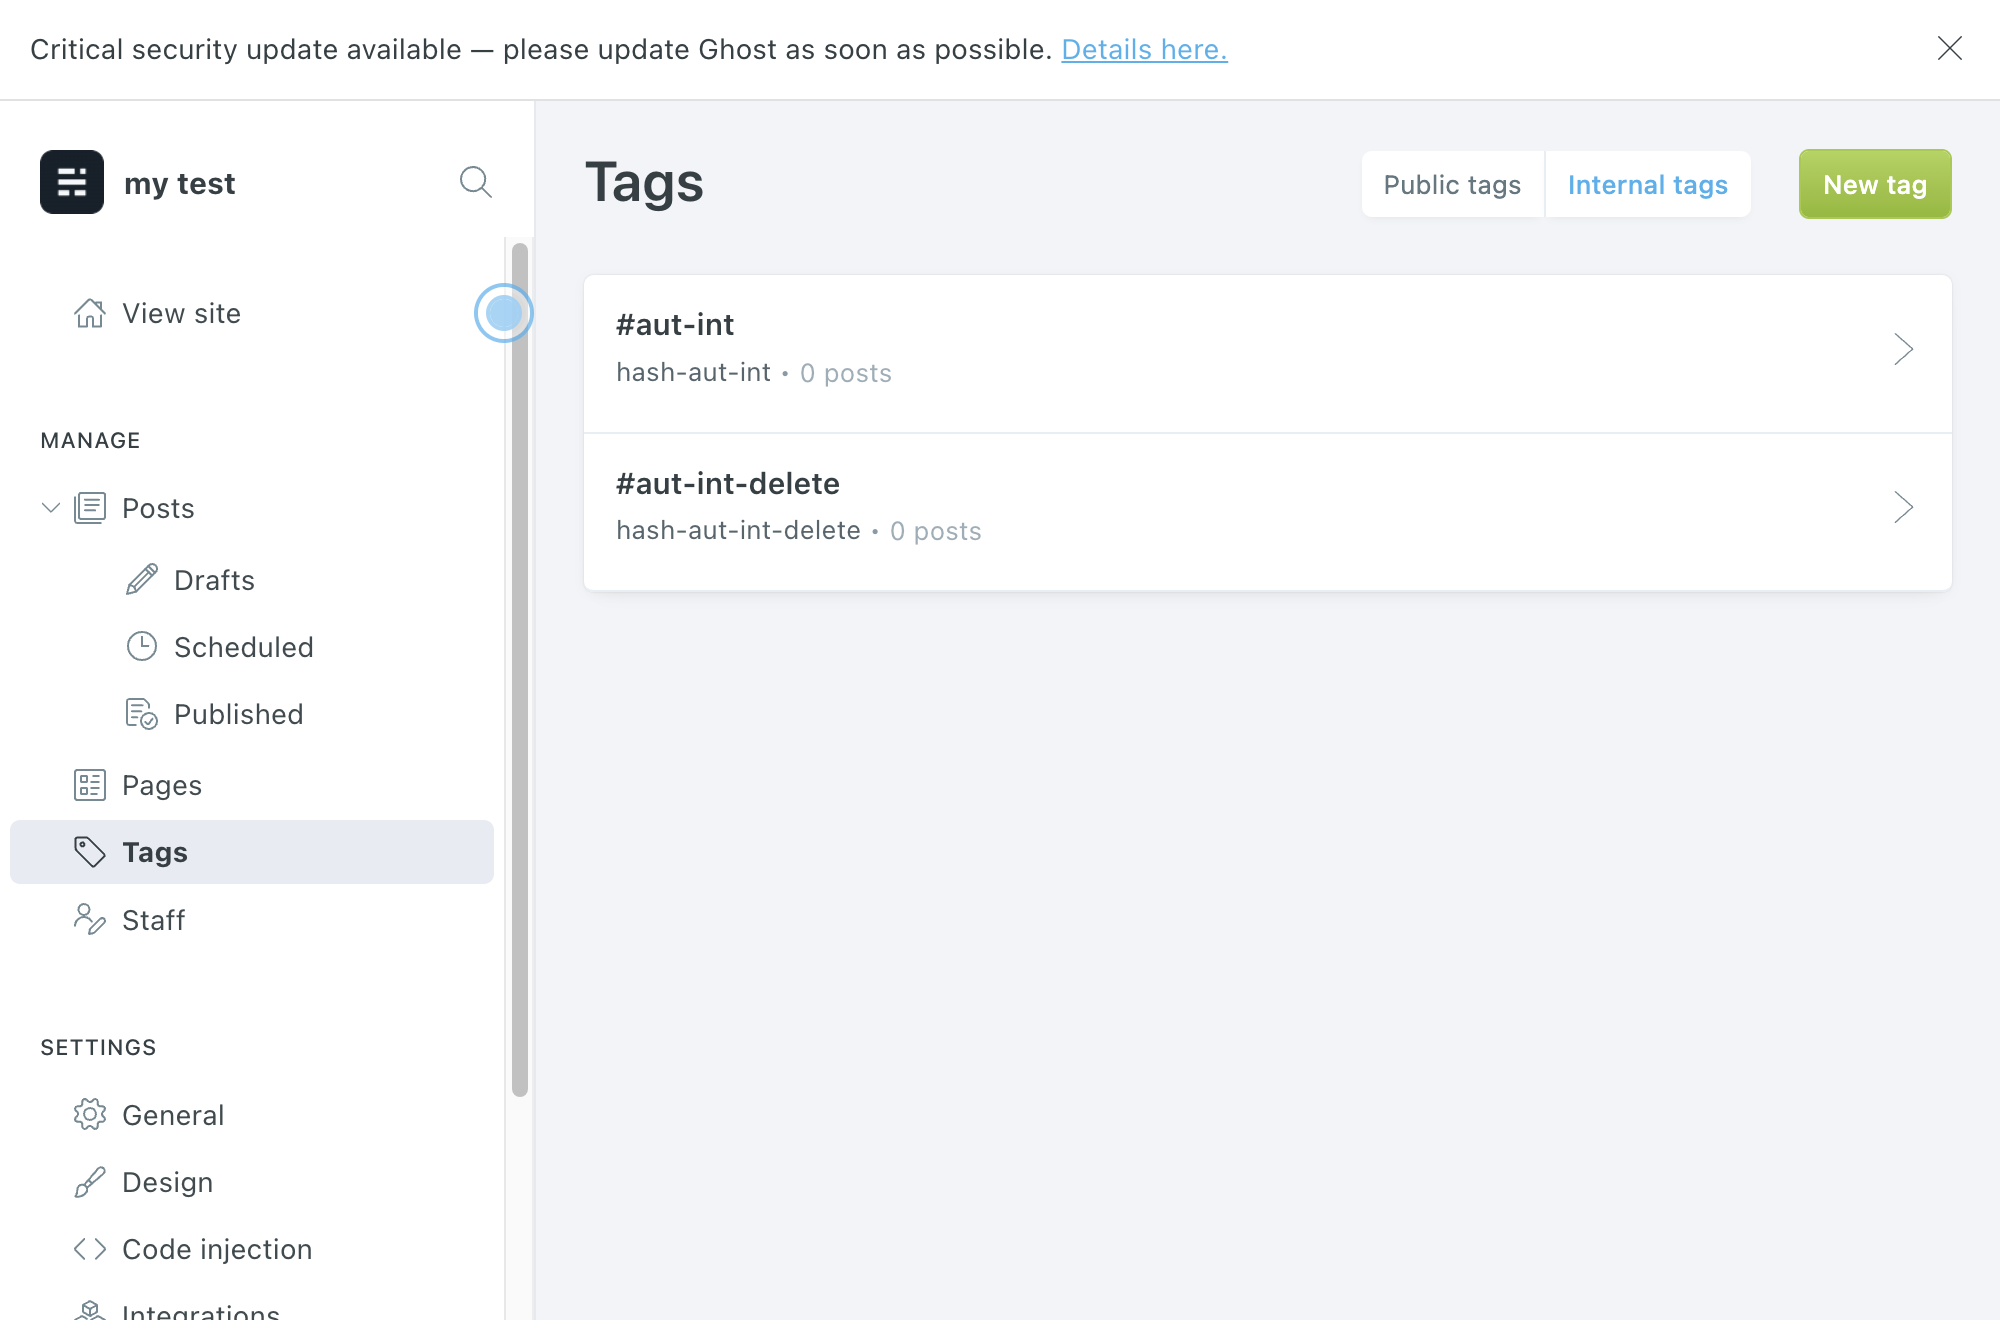 Critical security update available — please update Ghost as soon as possible. Details here.
my test
View site
MANAGE
Posts
Drafts
Scheduled
Published
Pages
Tags
Staff
SETTINGS
General
Design
Code injection
Integrations
Tags
Public tags
Internal tags
New tag
#aut-int
hash-aut-int • 0 posts
#aut-int-delete
hash-aut-int-delete • 0 posts